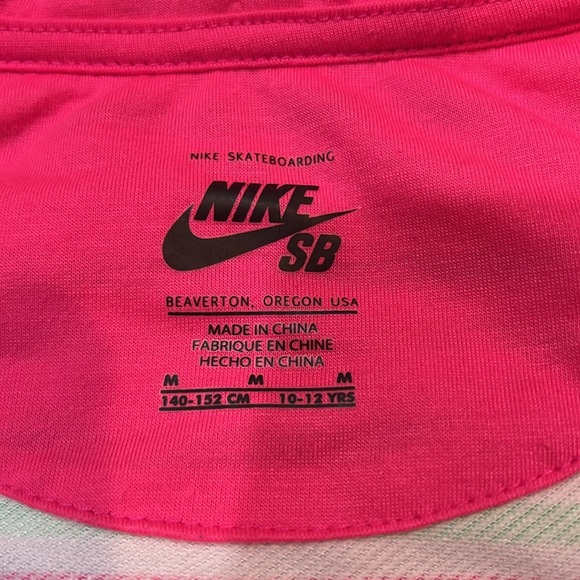 NIKE SKATEBOARDING
NIKE
SB
BEAVERTON, OREGON USA
MADE IN CHINA
FABRIQUE EN CHINE
HECHO EN CHINA
M M M
140-152 CM 10-12 YRS